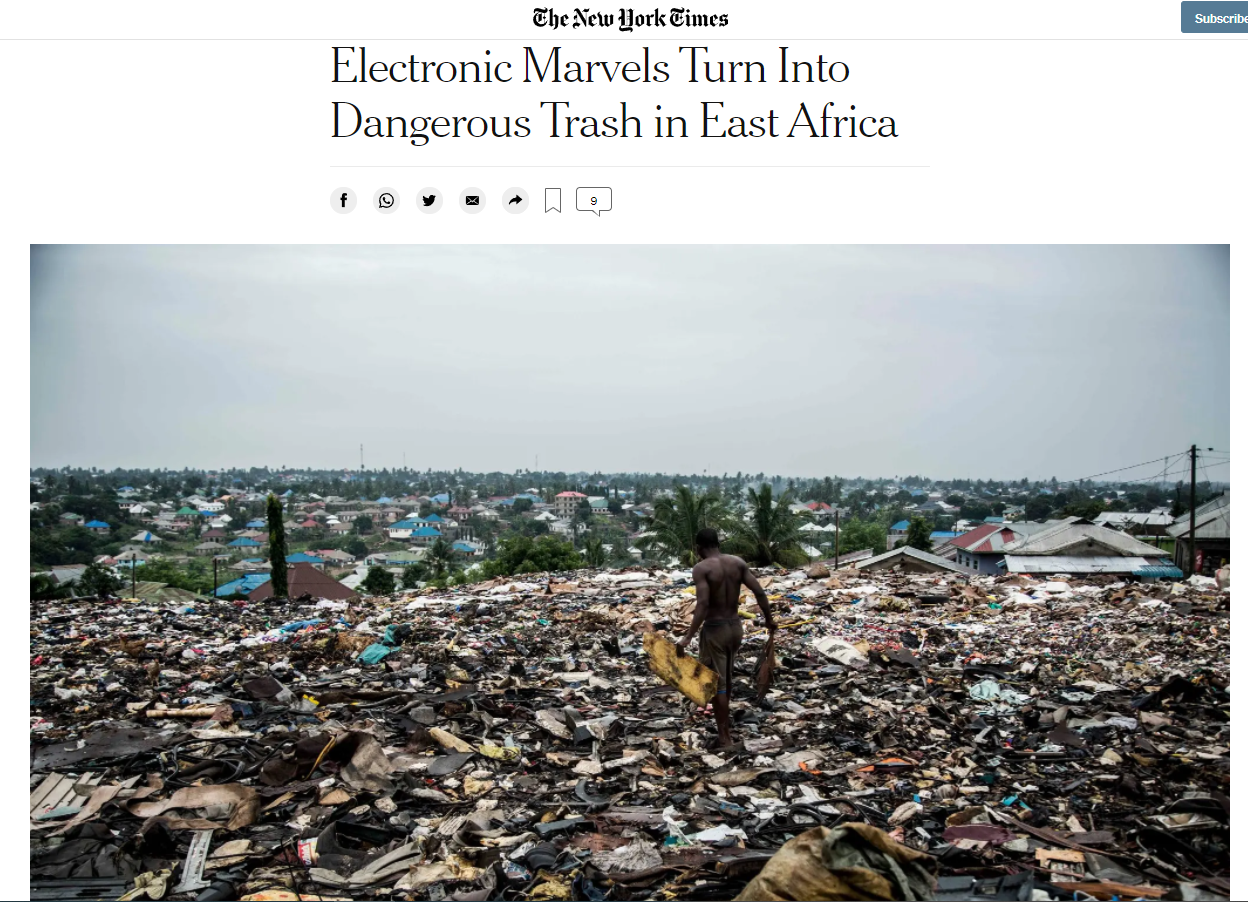 The New York Times
Subscribe
Electronic Marvels Turn Into
Dangerous Trash in East Africa
9